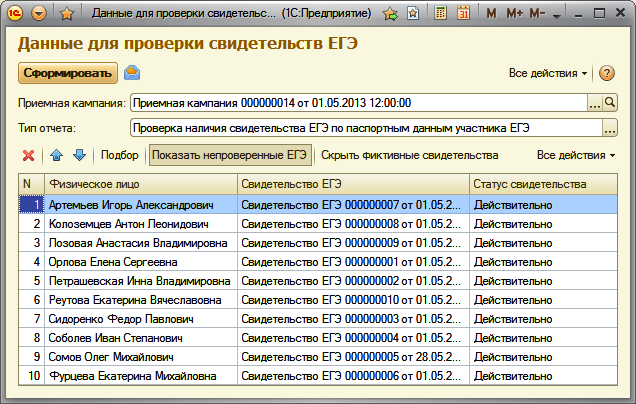 Данные для проверки свидетельс... (1С:Предприятие) M M+ M-
Данные для проверки свидетельств ЕГЭ
Сформировать Все действия
Приемная кампания: Приемная кампания 000000014 от 01.05.2013 12:00:00 ...
Тип отчета: Проверка наличия свидетельства ЕГЭ по паспортным данным участника ЕГЭ ...
Подбор Показать непроверенные ЕГЭ Скрыть фиктивные свидетельства Все действия
N Физическое лицо Свидетельство ЕГЭ Статус свидетельства
1 Артемьев Игорь Александрович Свидетельство ЕГЭ 000000007 от 01.05.2... Действительно
2 Колоземцев Антон Леонидович Свидетельство ЕГЭ 000000008 от 01.05.2... Действительно
3 Лозовая Анастасия Владимировна Свидетельство ЕГЭ 000000009 от 01.05.2... Действительно
4 Орлова Елена Сергеевна Свидетельство ЕГЭ 000000001 от 01.05.2... Действительно
5 Петрашевская Инна Владимировна Свидетельство ЕГЭ 000000002 от 01.05.2... Действительно
6 Реутова Екатерина Вячеславовна Свидетельство ЕГЭ 000000010 от 01.05.2... Действительно
7 Сидоренко Федор Павлович Свидетельство ЕГЭ 000000003 от 01.05.2... Действительно
8 Соболев Иван Степанович Свидетельство ЕГЭ 000000004 от 01.05.2... Действительно
9 Сомов Олег Михайлович Свидетельство ЕГЭ 000000005 от 28.05.2... Действительно
10 Фурцева Екатерина Михайловна Свидетельство ЕГЭ 000000006 от 01.05.2... Действительно